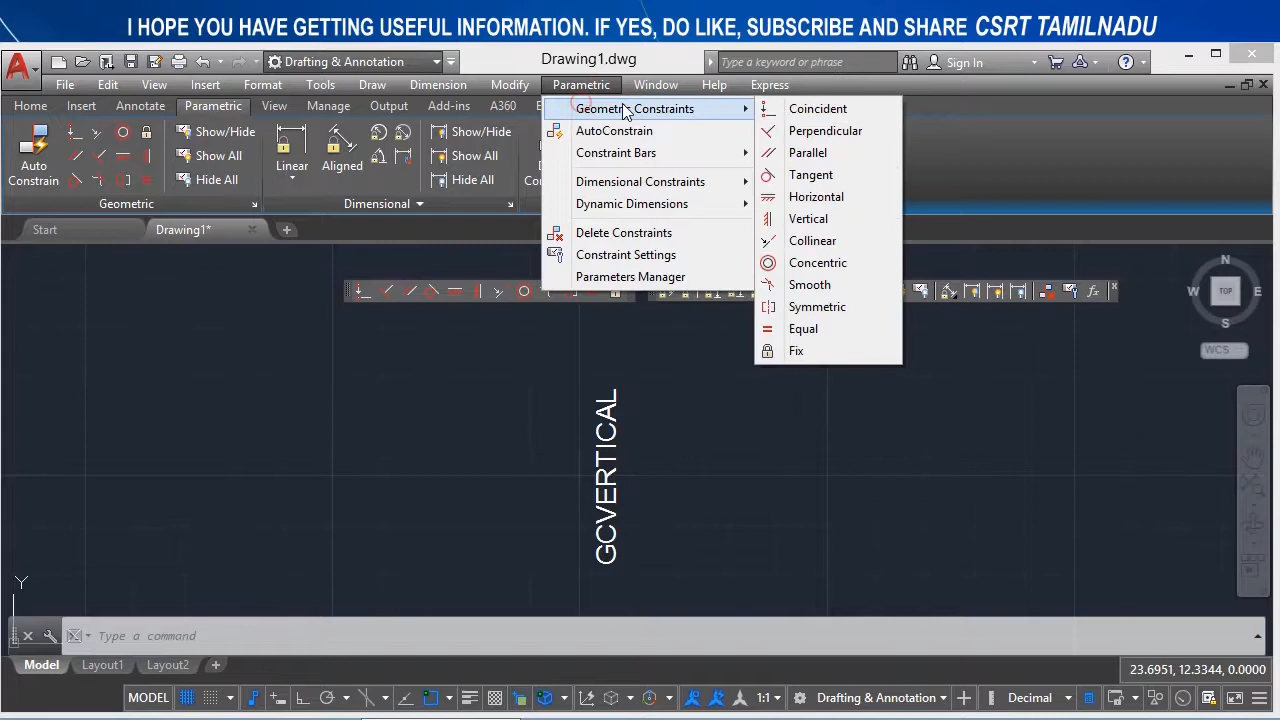 I HOPE YOU HAVE GETTING USEFUL INFORMATION. IF YES, DO LIKE, SUBSCRIBE AND SHARE CSRT TAMILNADU
Drafting & Annotation
Drawing1.dwg
Type a keyword or phrase
Sign In
File Edit View Insert Format Tools Draw Dimension Modify Parametric Window Help Express
Home Insert Parametric View Manage Output Add-ins A360
Geometric Constraints
AutoConstrain
Constraint Bars
Dimensional Constraints
Dynamic Dimensions
Delete Constraints
Constraint Settings
Parameters Manager
Coincident
Perpendicular
Parallel
Tangent
Horizontal
Vertical
Collinear
Concentric
Smooth
Symmetric
Equal
Fix
Auto
Constrain
Show/Hide
Show All
Hide All
Geometric
Linear
Aligned
Show/Hide
Show All
Hide All
Dimensional
Start
Drawing1*
N
W TOP E
S
WCS
GCVERTICAL
Y
Type a command
Model Layout1 Layout2
23.6951, 12.3344, 0.0000
MODEL
1:1
Drafting & Annotation
Decimal